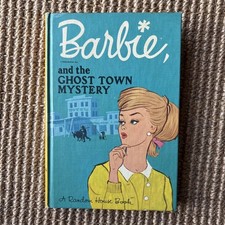 Barbie,
and the
GHOST TOWN
MYSTERY
A Random House Book